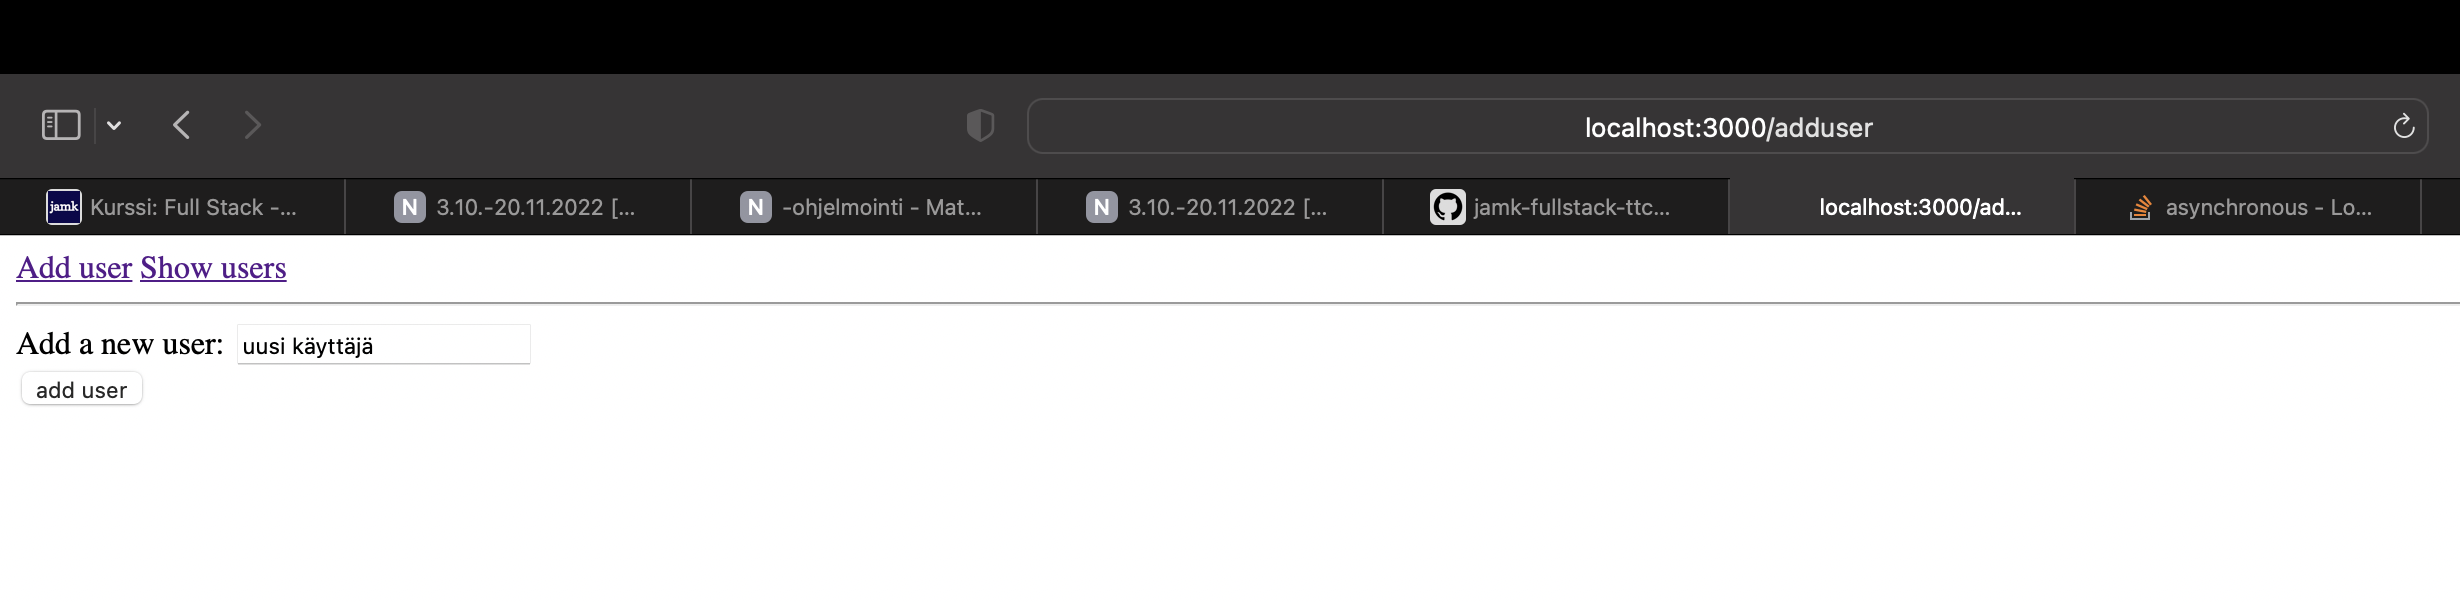 localhost:3000/adduser
jamk Kurssi: Full Stack -...
N 3.10.-20.11.2022 [...
N -ohjelmointi - Mat...
N 3.10.-20.11.2022 [...
jamk-fullstack-ttc...
localhost:3000/ad...
asynchronous - Lo...
Add user Show users
Add a new user: uusi käyttäjä
add user